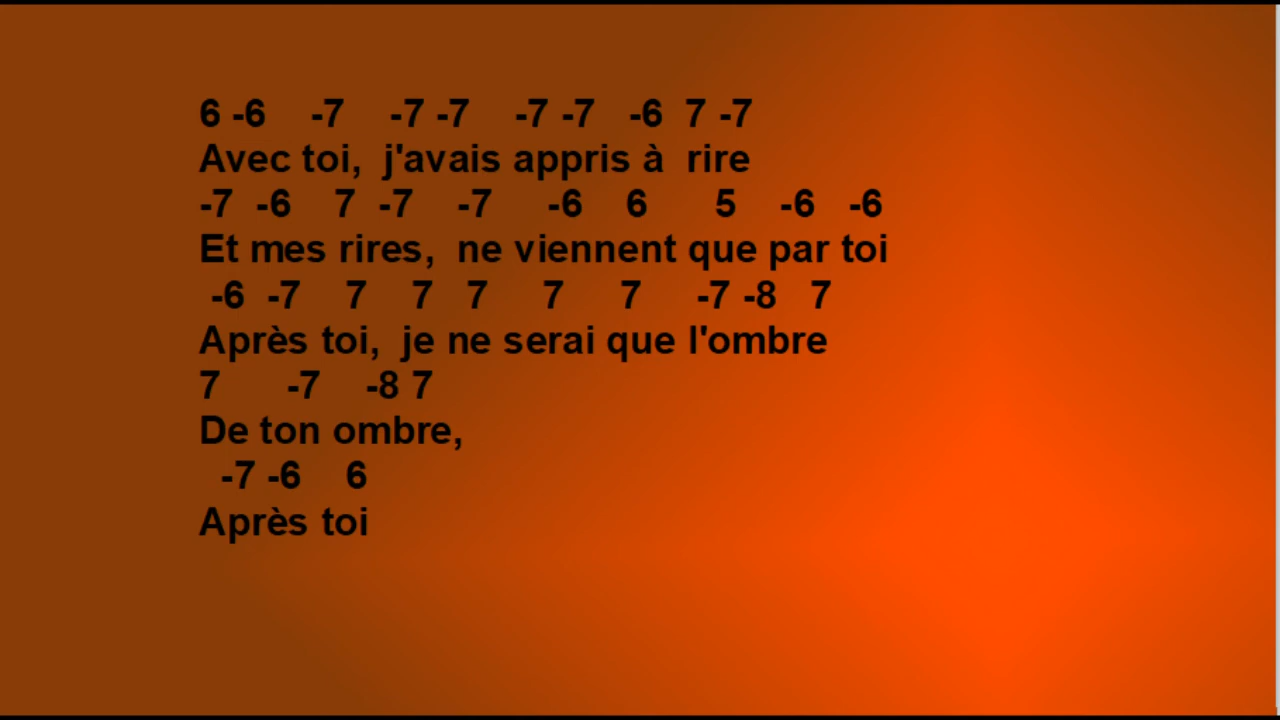 6 -6 -7 -7 -7 -7 -7 -6 7 -7
Avec toi, j'avais appris à rire
-7 -6 7 -7 -7 -6 6 5 -6 -6
Et mes rires, ne viennent que par toi
-6 -7 7 7 7 7 7 -7 -8 7
Après toi, je ne serai que l'ombre
7 -7 -8 7
De ton ombre,
-7 -6 6
Après toi